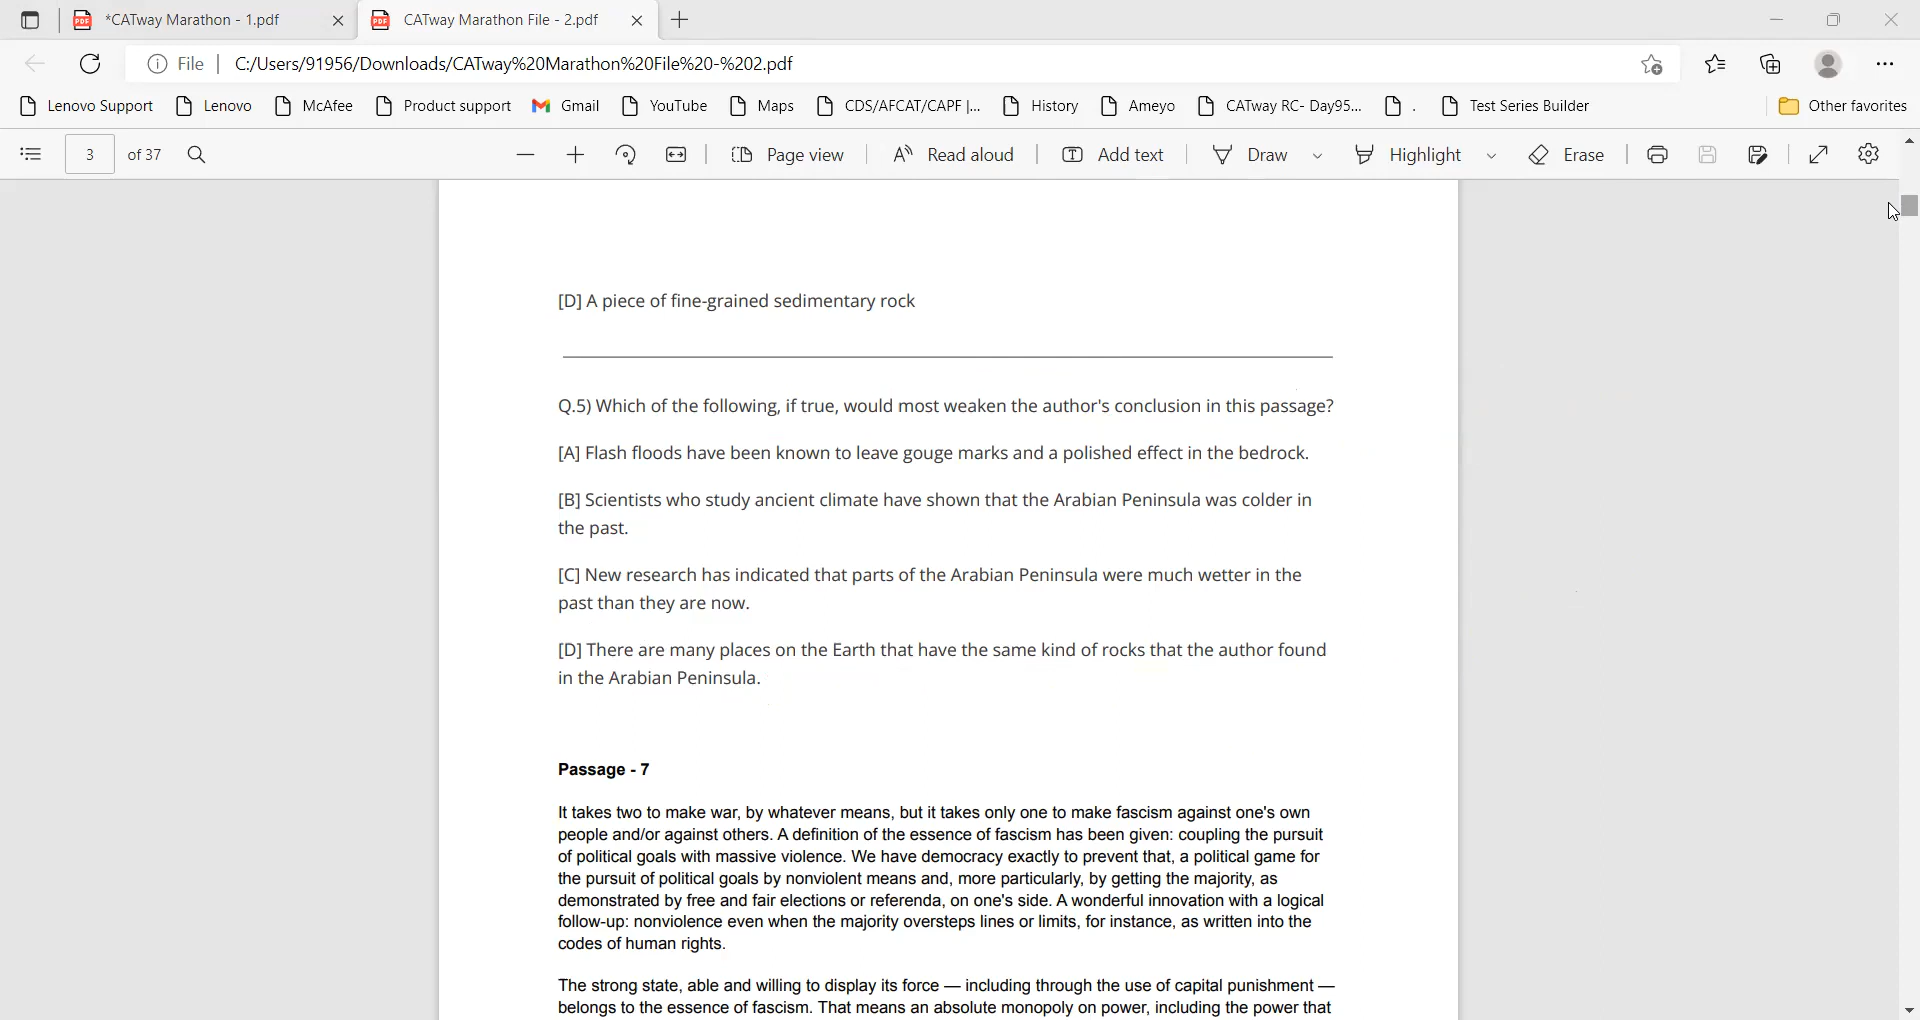 *CATway Marathon - 1.pdf
CATway Marathon File - 2.pdf
File
C:/Users/91956/Downloads/CATway%20Marathon%20File%20-%202.pdf
Lenovo Support
Lenovo
McAfee
Product support
Gmail
YouTube
Maps
CDS/AFCAT/CAPF |...
History
Ameyo
CATway RC- Day95...
.
Test Series Builder
Other favorites
3 of 37
Page view
Read aloud
Add text
Draw
Highlight
Erase
[D] A piece of fine-grained sedimentary rock
Q.5) Which of the following, if true, would most weaken the author's conclusion in this passage?
[A] Flash floods have been known to leave gouge marks and a polished effect in the bedrock.
[B] Scientists who study ancient climate have shown that the Arabian Peninsula was colder in
the past.
[C] New research has indicated that parts of the Arabian Peninsula were much wetter in the
past than they are now.
[D] There are many places on the Earth that have the same kind of rocks that the author found
in the Arabian Peninsula.
Passage - 7
It takes two to make war, by whatever means, but it takes only one to make fascism against one's own
people and/or against others. A definition of the essence of fascism has been given: coupling the pursuit
of political goals with massive violence. We have democracy exactly to prevent that, a political game for
the pursuit of political goals by nonviolent means and, more particularly, by getting the majority, as
demonstrated by free and fair elections or referenda, on one's side. A wonderful innovation with a logical
follow-up: nonviolence even when the majority oversteps lines or limits, for instance, as written into the
codes of human rights.
The strong state, able and willing to display its force — including through the use of capital punishment —
belongs to the essence of fascism. That means an absolute monopoly on power, including the power that